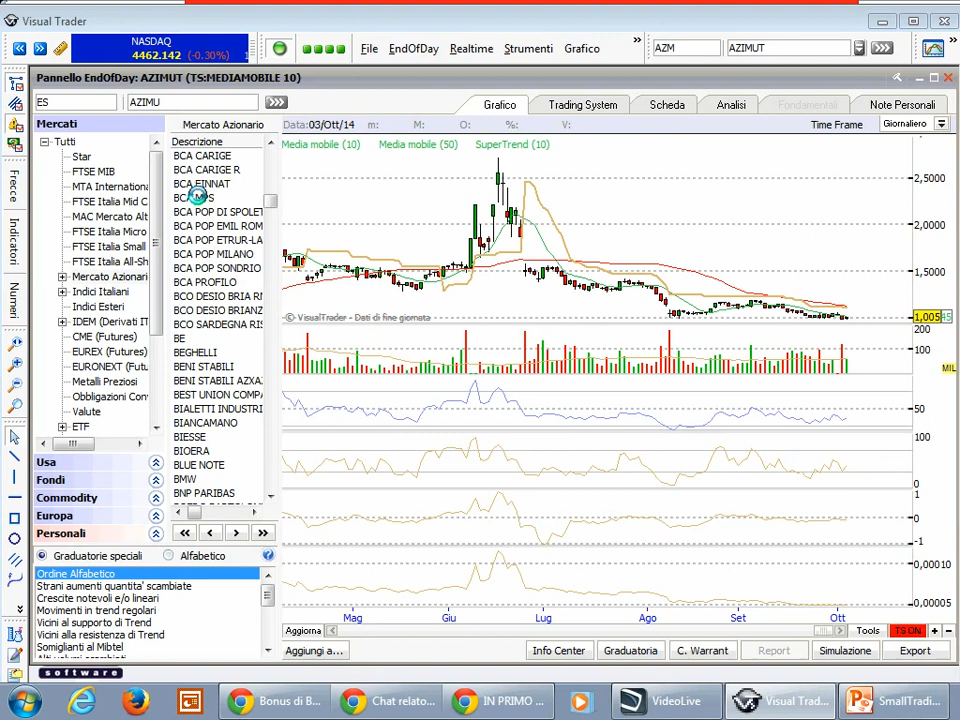 Visual Trader
NASDAQ
4462.142 (-0.30%)
File EndOfDay Realtime Strumenti Grafico
AZM
AZIMUT
Pannello EndOfDay: AZIMUT (TS:MEDIAMOBILE 10)
ES
AZIMU
Grafico
Trading System
Scheda
Analisi
Fondamentali
Note Personali
Mercati
Mercato Azionario
Data:03/Ott/14 m: M: O: %: V:
Time Frame
Giornaliero
Media mobile (10) Media mobile (50) SuperTrend (10)
Tutti
Star
FTSE MIB
MTA Internationa
FTSE Italia Mid C
MAC Mercato Alt
FTSE Italia Micro
FTSE Italia Small
FTSE Italia All-Sh
Mercato Azionari
Indici Italiani
Indici Esteri
IDEM (Derivati IT
CME (Futures)
EUREX (Futures)
EURONEXT (Futu
Metalli Preziosi
Obbligazioni Con
Valute
ETF
Usa
Fondi
Commodity
Europa
Personali
Descrizione
BCA CARIGE
BCA CARIGE R
BCA FINNAT
BCA POP DI SPOLET
BCA POP EMIL ROM
BCA POP ETRUR-LA
BCA POP MILANO
BCA POP SONDRIO
BCA PROFILO
BCO DESIO BRIA RN
BCO DESIO BRIANZ
BCO SARDEGNA RIS
BE
BEGHELLI
BENI STABILI
BENI STABILI AZXA
BEST UNION COMPA
BIALETTI INDUSTRI
BIANCAMANO
BIESSE
BIOERA
BLUE NOTE
BMW
BNP PARIBAS
Frecce
Indicatori
Numeri
2,5000
2,0000
1,5000
1,005
45
© VisualTrader - Dati di fine giornata
200
100
MIL
50
100
0
1
0
-1
0,00010
0,00005
Mag Giu Lug Ago Set Ott
Graduatorie speciali Alfabetico
Ordine Alfabetico
Strani aumenti quantita' scambiate
Crescite notevoli e/o lineari
Movimenti in trend regolari
Vicini al supporto di Trend
Vicini alla resistenza di Trend
Somiglianti al Mibtel
Aggiorna
Tools
TS ON
Aggiungi a...
Info Center
Graduatoria
C. Warrant
Report
Simulazione
Export
software
Bonus di B...
Chat relato...
IN PRIMO ...
VideoLive
Visual Trad...
SmallTradi...